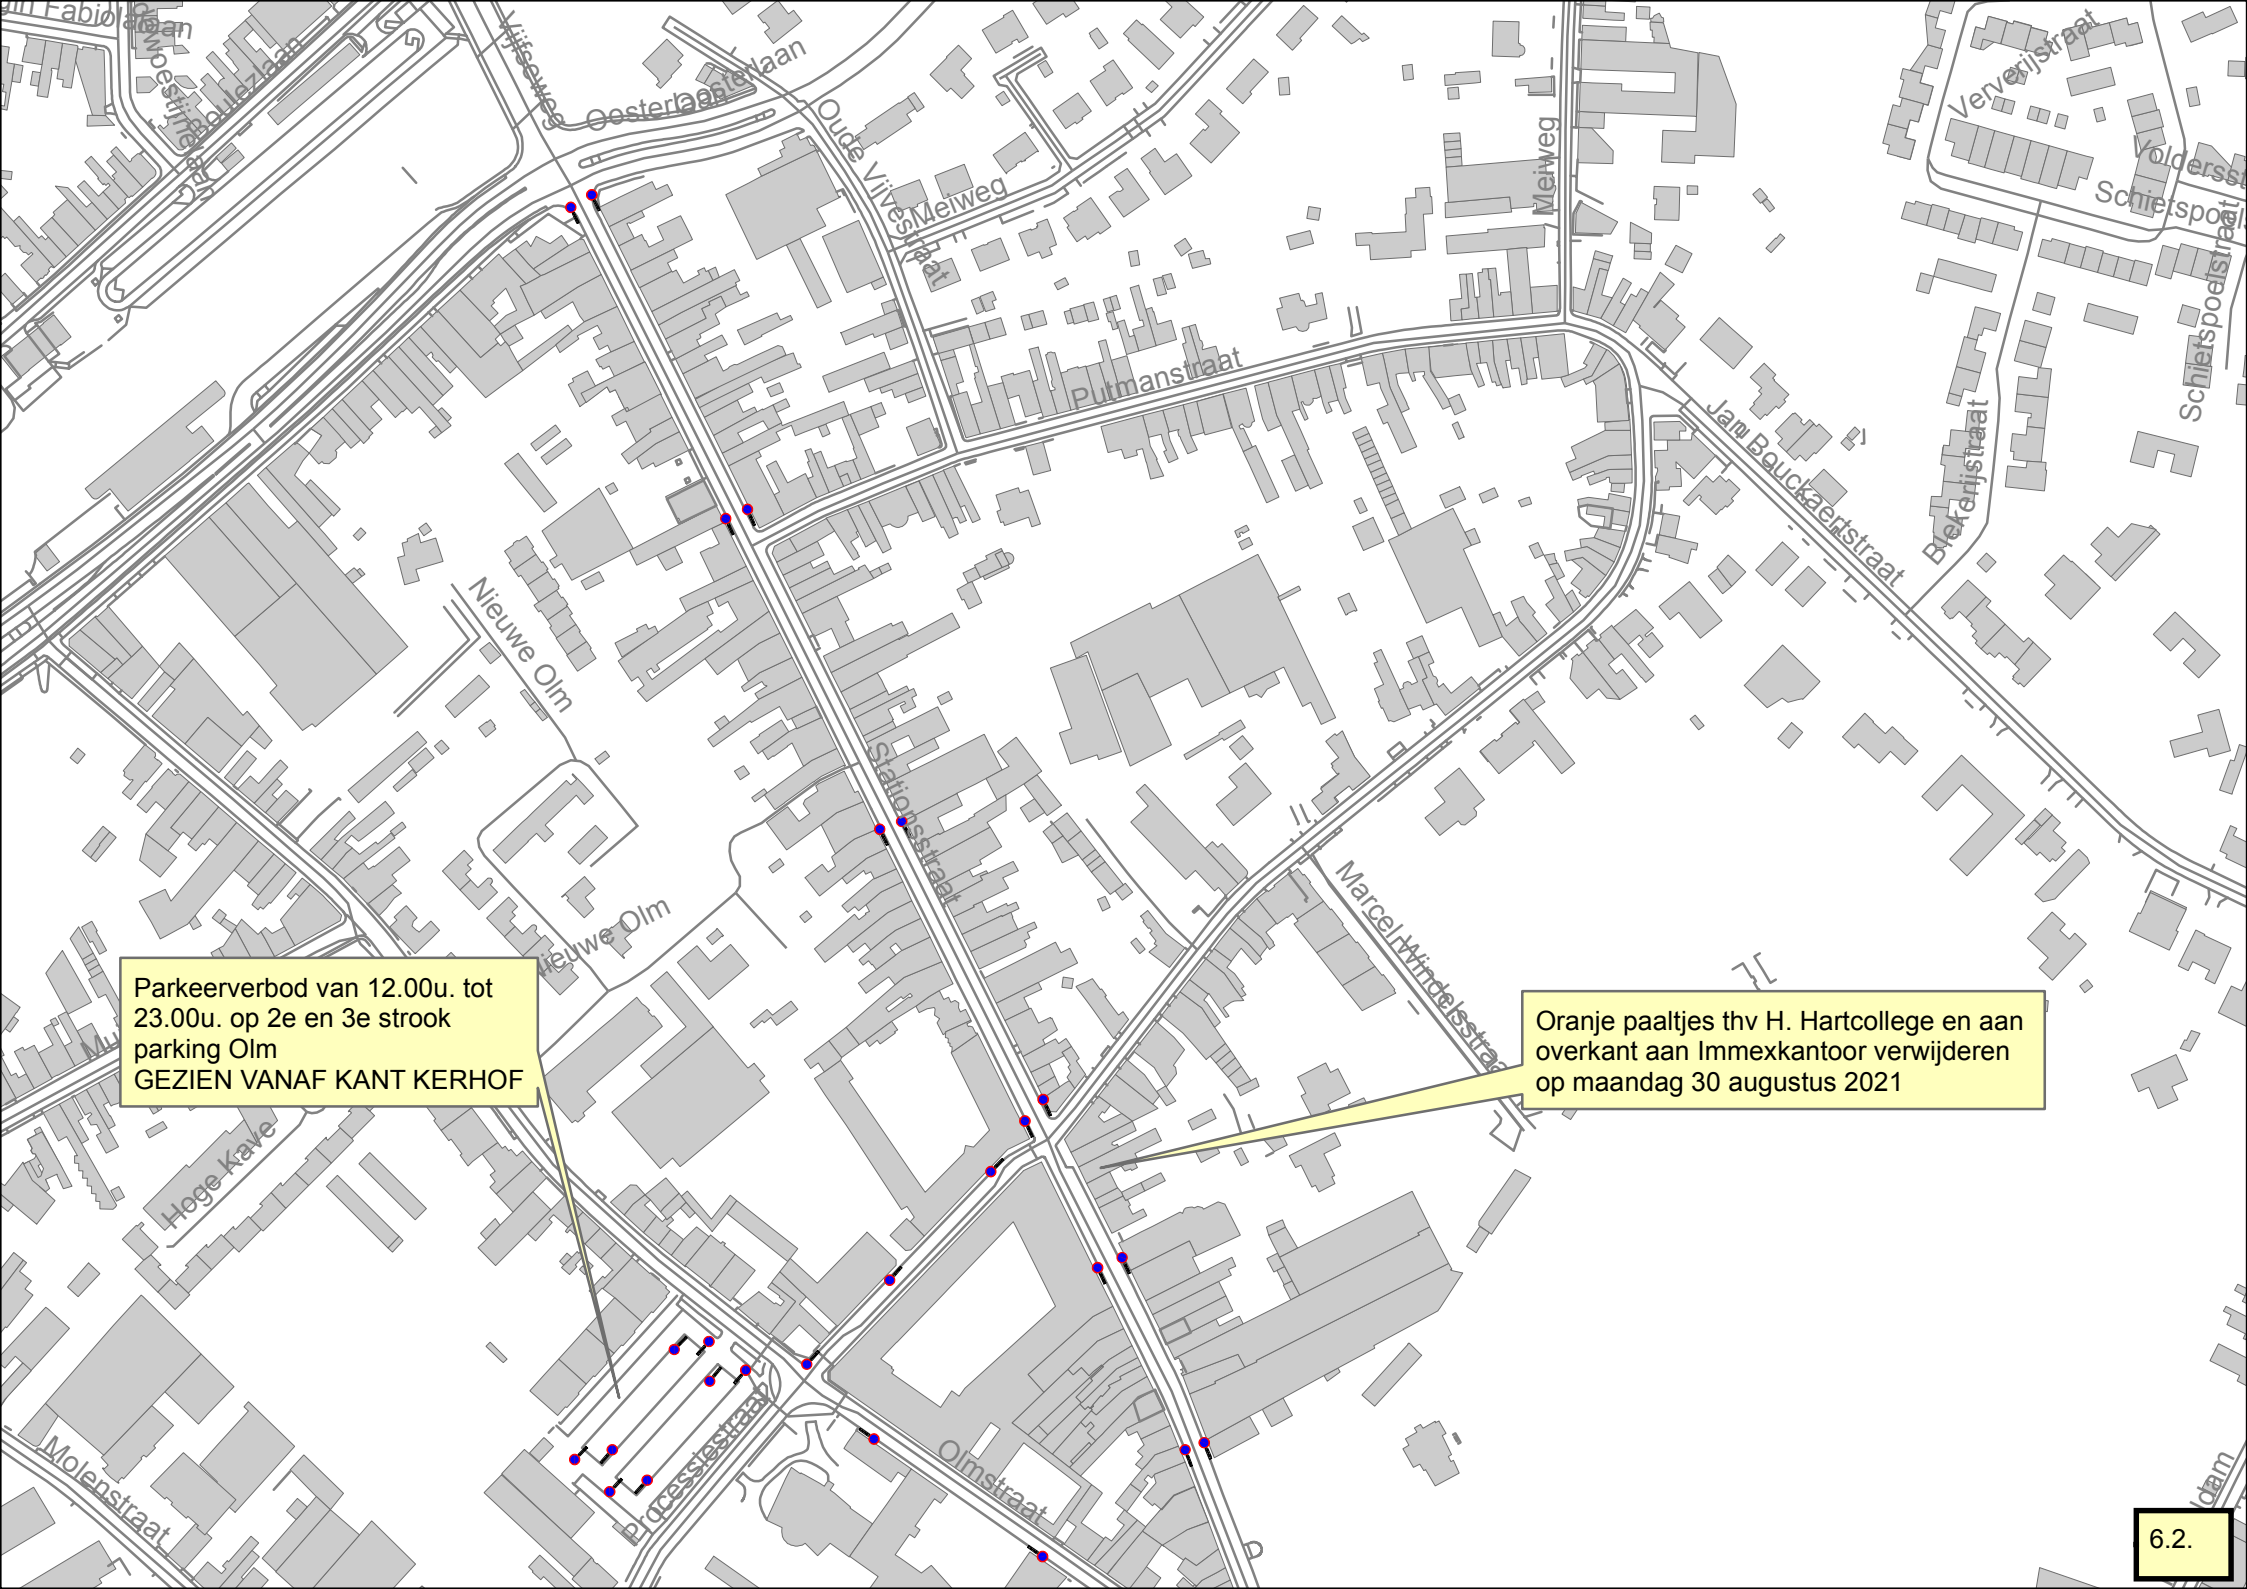 Vijfseweg
Boulezlaan
Oosterlaan
Oosterlaan
Oude Vijvestraat
Meiweg
Meiweg
Ververijstraat
Schietspoelstraat
Putmanstraat
Jan Bouckaertstraat
Blekerijstraat
Nieuwe Olm
Stationsstraat
Nieuwe Olm
Marcel Windelsstraat
Parkeerverbod van 12.00u. tot
23.00u. op 2e en 3e strook
parking Olm
GEZIEN VANAF KANT KERHOF
Oranje paaltjes thv H. Hartcollege en aan
overkant aan Immexkantoor verwijderen
op maandag 30 augustus 2021
Hoge Kave
Molenstraat
Processiestraat
Olmstraat
6.2.